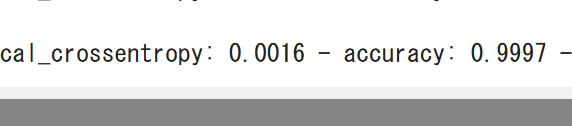 cal_crossentropy: 0.0016 - accuracy: 0.9997 -